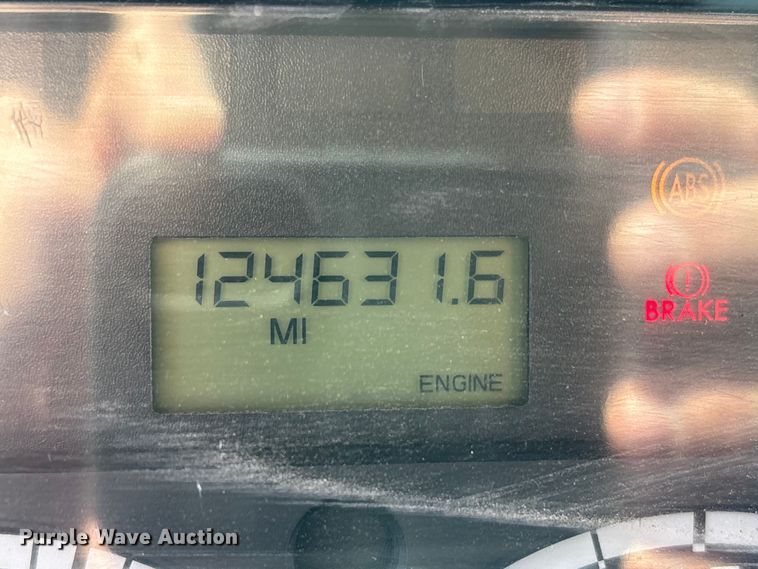 ABS
124631.6
MI
BRAKE
ENGINE
Purple Wave Auction